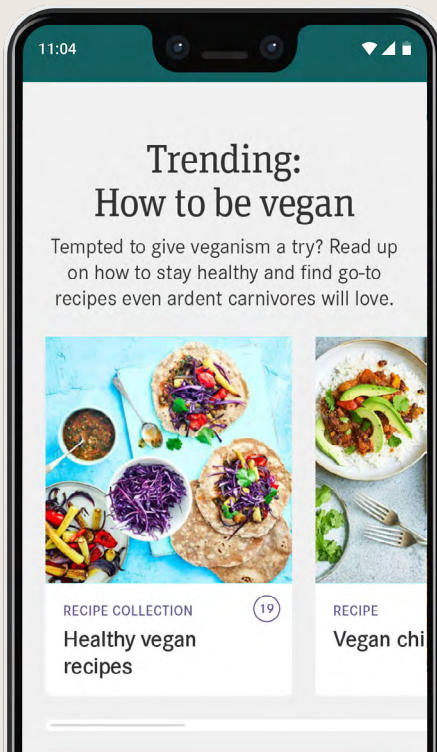 11:04
Trending:
How to be vegan
Tempted to give veganism a try? Read up
on how to stay healthy and find go-to
recipes even ardent carnivores will love.
RECIPE COLLECTION
19
Healthy vegan
recipes
RECIPE
Vegan chi